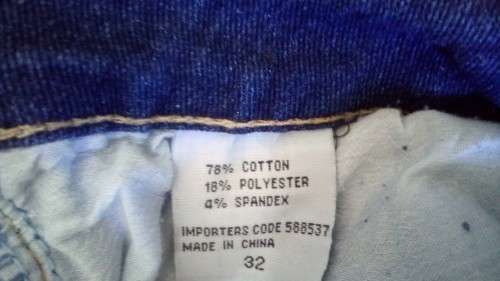 78% COTTON
18% POLYESTER
4% SPANDEX
IMPORTERS CODE 588537
MADE IN CHINA
32